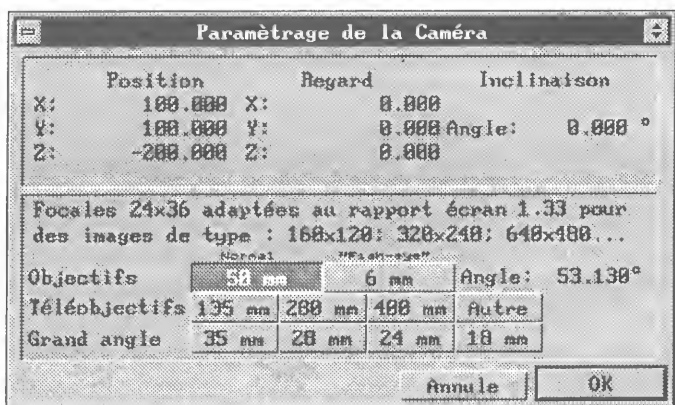 Paramètrage de la Caméra
Position Regard Inclinaison
X: 100.000 X: 0.000
Y: 100.000 Y: 0.000 Angle: 0.000 °
Z: -200.000 Z: 0.000
Focales 24x36 adaptées au rapport écran 1.33 pour
des images de type : 160x120; 320x240; 640x480...
Normal "Fish-eye"
Objectifs 50 mm 6 mm Angle: 53.130°
Téléobjectifs 135 mm 200 mm 400 mm Autre
Grand angle 35 mm 28 mm 24 mm 18 mm
Annule OK